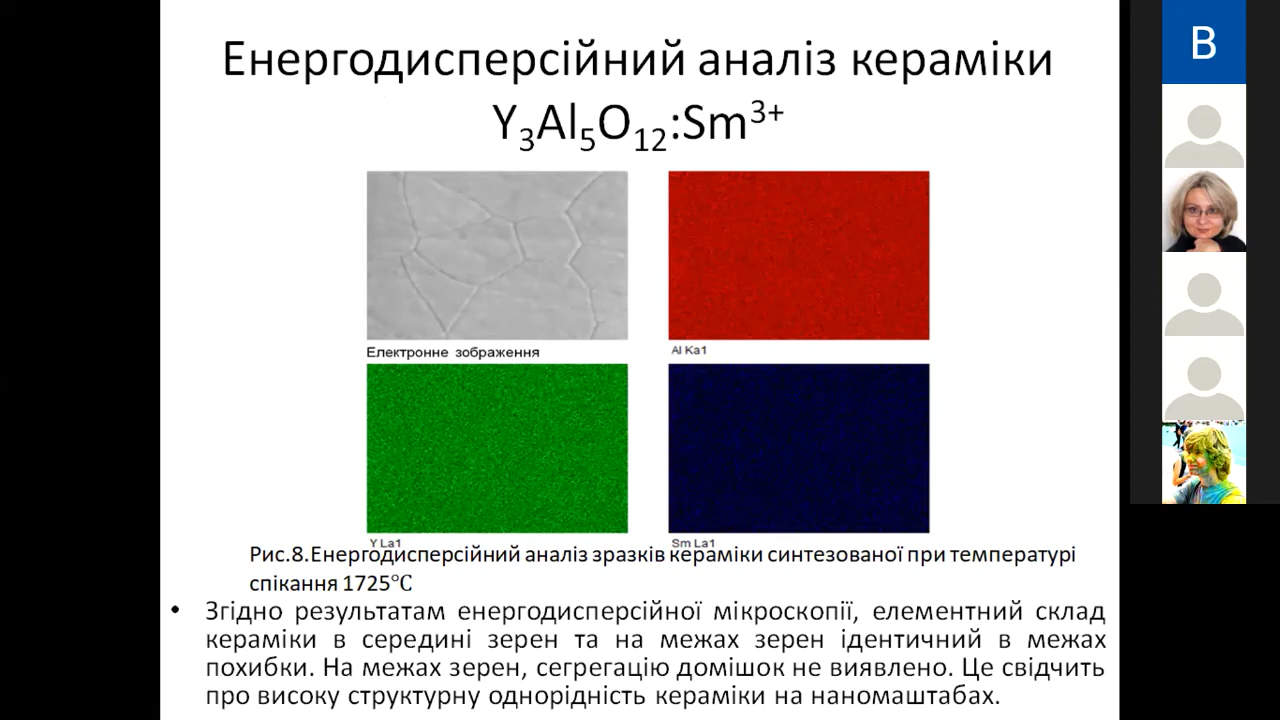 Енергодисперсійний аналіз кераміки
Y₃Al₅O₁₂:Sm³⁺
Електронне зображення
Al Ka1
Y La1
Sm La1
Рис.8.Енергодисперсійний аналіз зразків кераміки синтезованої при температурі
спікання 1725℃
• Згідно результатам енергодисперсійної мікроскопії, елементний склад
кераміки в середині зерен та на межах зерен ідентичний в межах
похибки. На межах зерен, сегрегацію домішок не виявлено. Це свідчить
про високу структурну однорідність кераміки на наномаштабах.
В